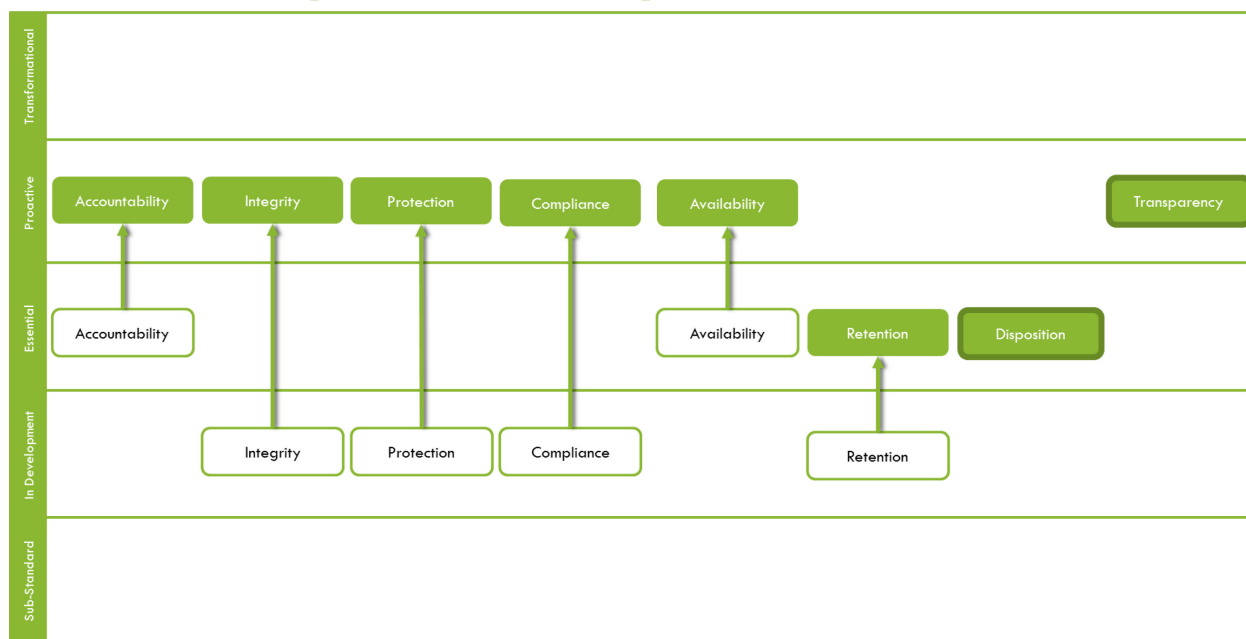 Transformational
Proactive
Accountability
Integrity
Protection
Compliance
Availability
Transparency
Essential
Accountability
Availability
Retention
Disposition
In Development
Integrity
Protection
Compliance
Retention
Sub-Standard